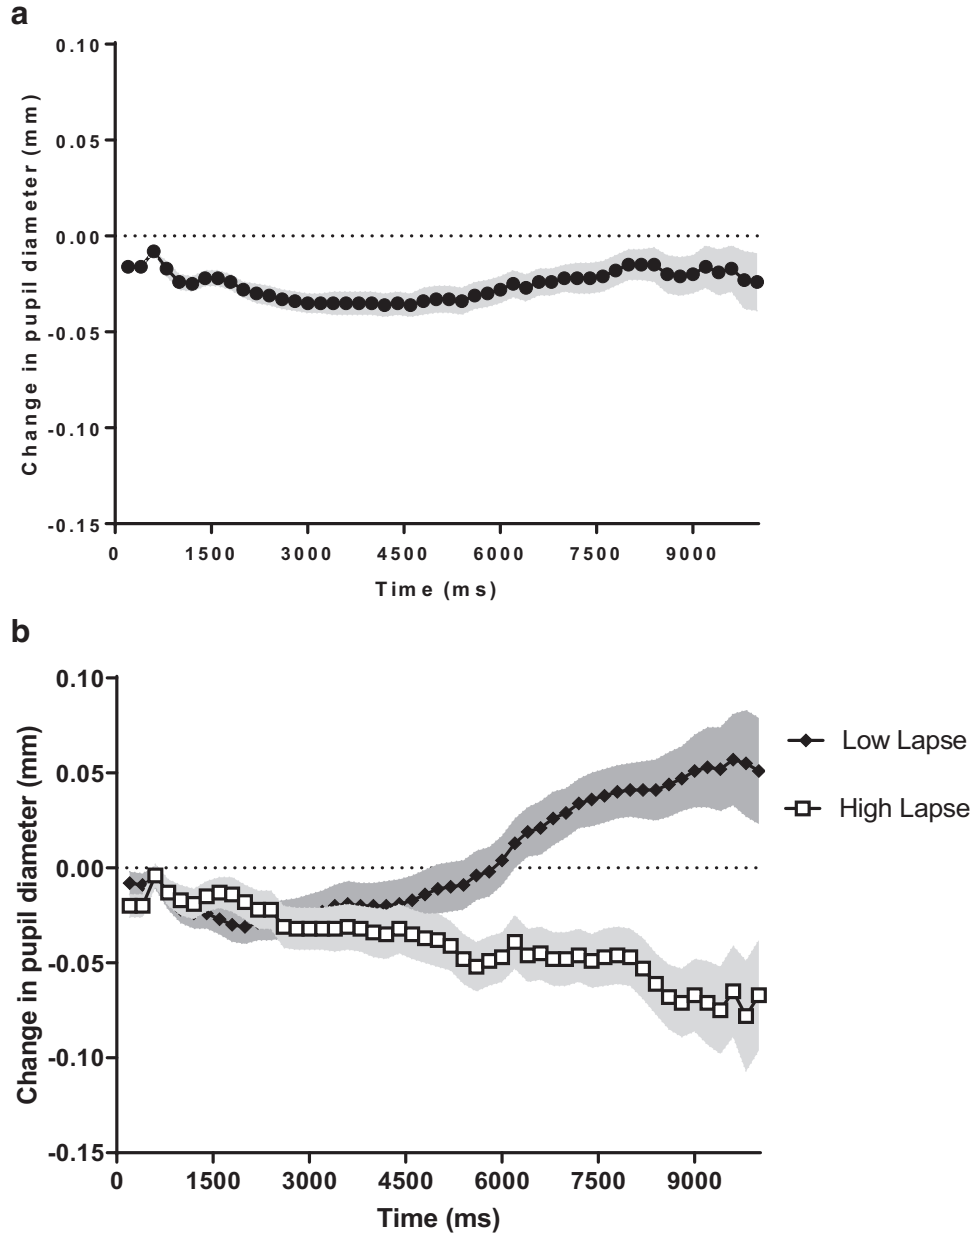 a
Change in pupil diameter (mm)
0.10
0.05
0.00
-0.05
-0.10
-0.15
0 1500 3000 4500 6000 7500 9000
Time (ms)
b
Change in pupil diameter (mm)
0.10
0.05
0.00
-0.05
-0.10
-0.15
0 1500 3000 4500 6000 7500 9000
Time (ms)
Low Lapse
High Lapse